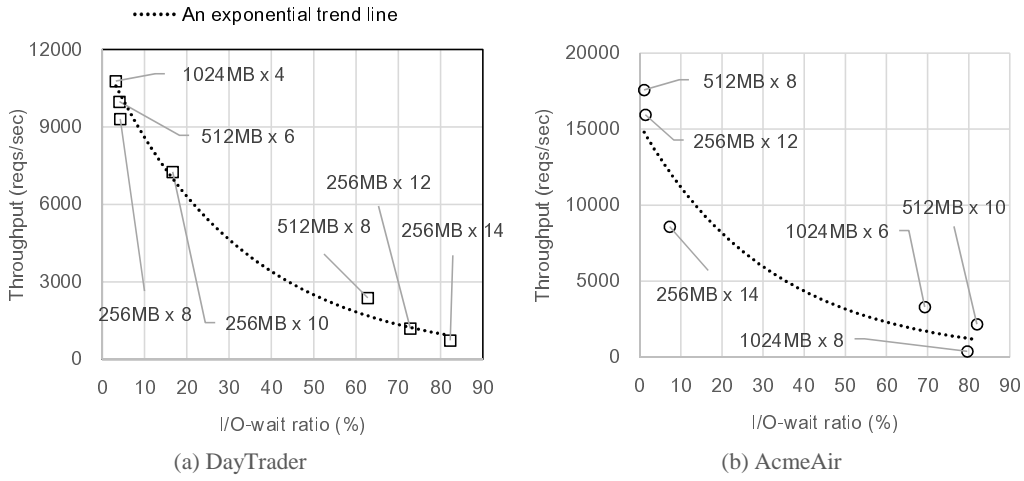 An exponential trend line
12000
9000
6000
3000
0
Throughput (reqs/sec)
1024MB x 4
512MB x 6
256MB x 12
512MB x 8
256MB x 14
256MB x 8
256MB x 10
0 10 20 30 40 50 60 70 80 90
I/O-wait ratio (%)
(a) DayTrader
20000
15000
10000
5000
0
Throughput (reqs/sec)
512MB x 8
256MB x 12
512MB x 10
1024MB x 6
256MB x 14
1024MB x 8
0 10 20 30 40 50 60 70 80 90
I/O-wait ratio (%)
(b) AcmeAir